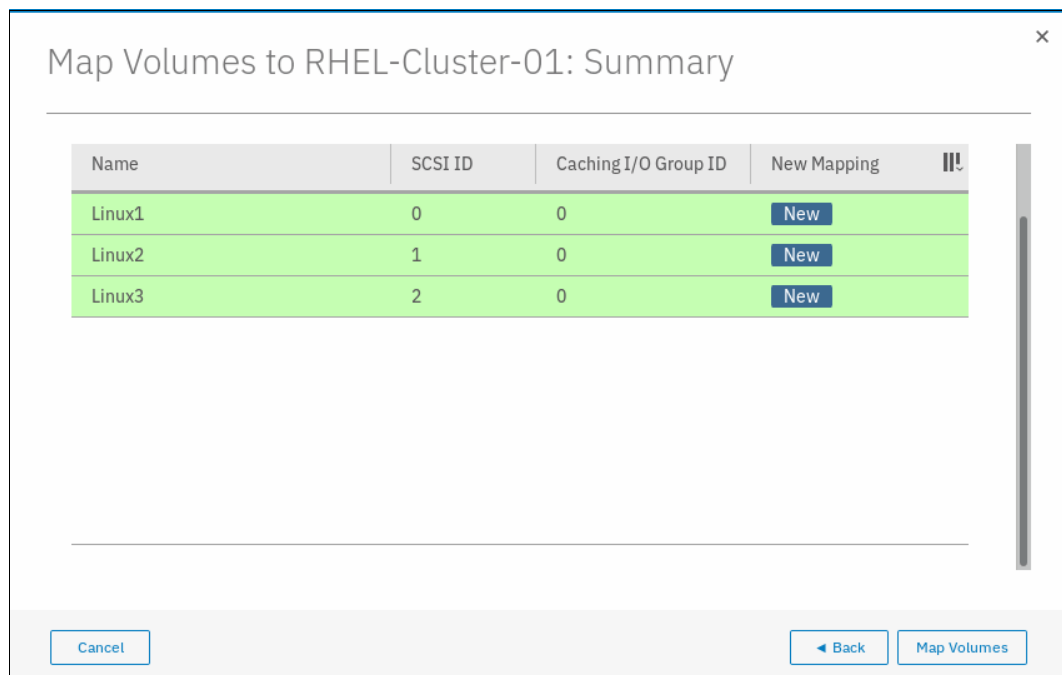 Map Volumes to RHEL-Cluster-01: Summary
Name SCSI ID Caching I/O Group ID New Mapping
Linux1 0 0 New
Linux2 1 0 New
Linux3 2 0 New
Cancel ◄ Back Map Volumes